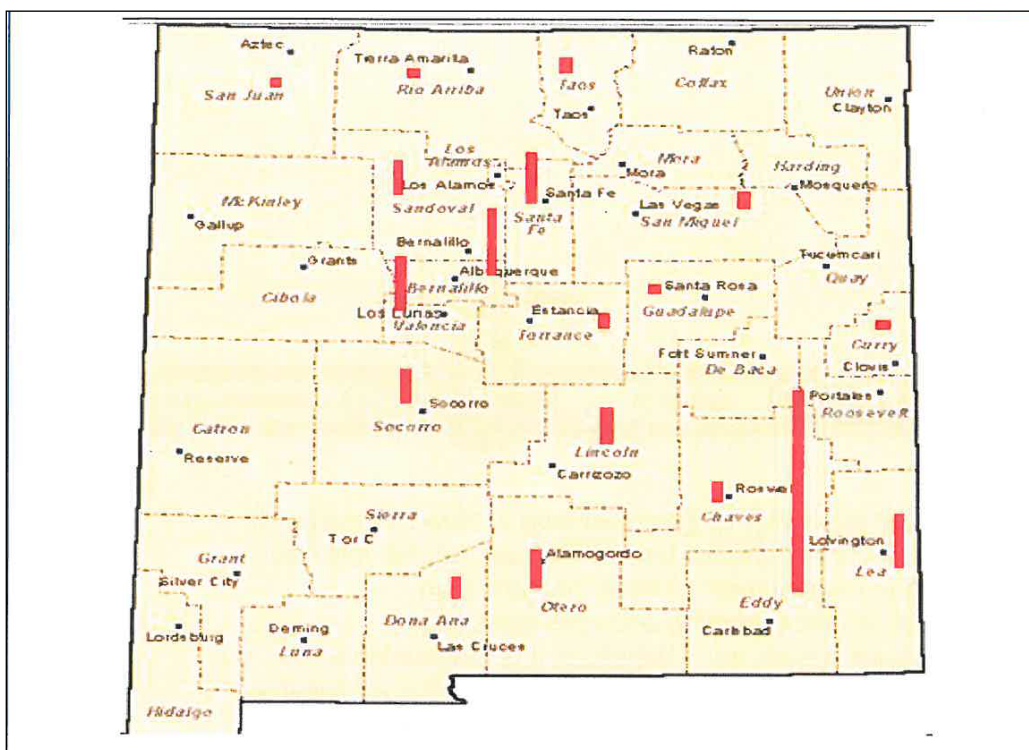 Aztec
San Juan
Tierra Amarilla
Rio Arriba
Taos
Taos
Raton
Colfax
Union
Clayton
Los
Alamos
Los Alamos
Sandoval
Santa Fe
Santa
Fe
Mora
Mora
Harding
Mosquero
Las Vegas
San Miguel
McKinley
Gallup
Grants
Cibola
Bernalillo
Albuquerque
Bernalillo
Los Lunas
Valencia
Estancia
Torrance
Santa Rosa
Guadalupe
Tucumcari
Quay
Curry
Clovis
Fort Sumner
De Baca
Portales
Roosevelt
Socorro
Socorro
Catron
Reserve
Lincoln
Carrizozo
Roswell
Chaves
Sierra
T or C
Grant
Silver City
Alamogordo
Otero
Lovington
Lea
Eddy
Carlsbad
Dona Ana
Las Cruces
Lordsburg
Deming
Luna
Hidalgo